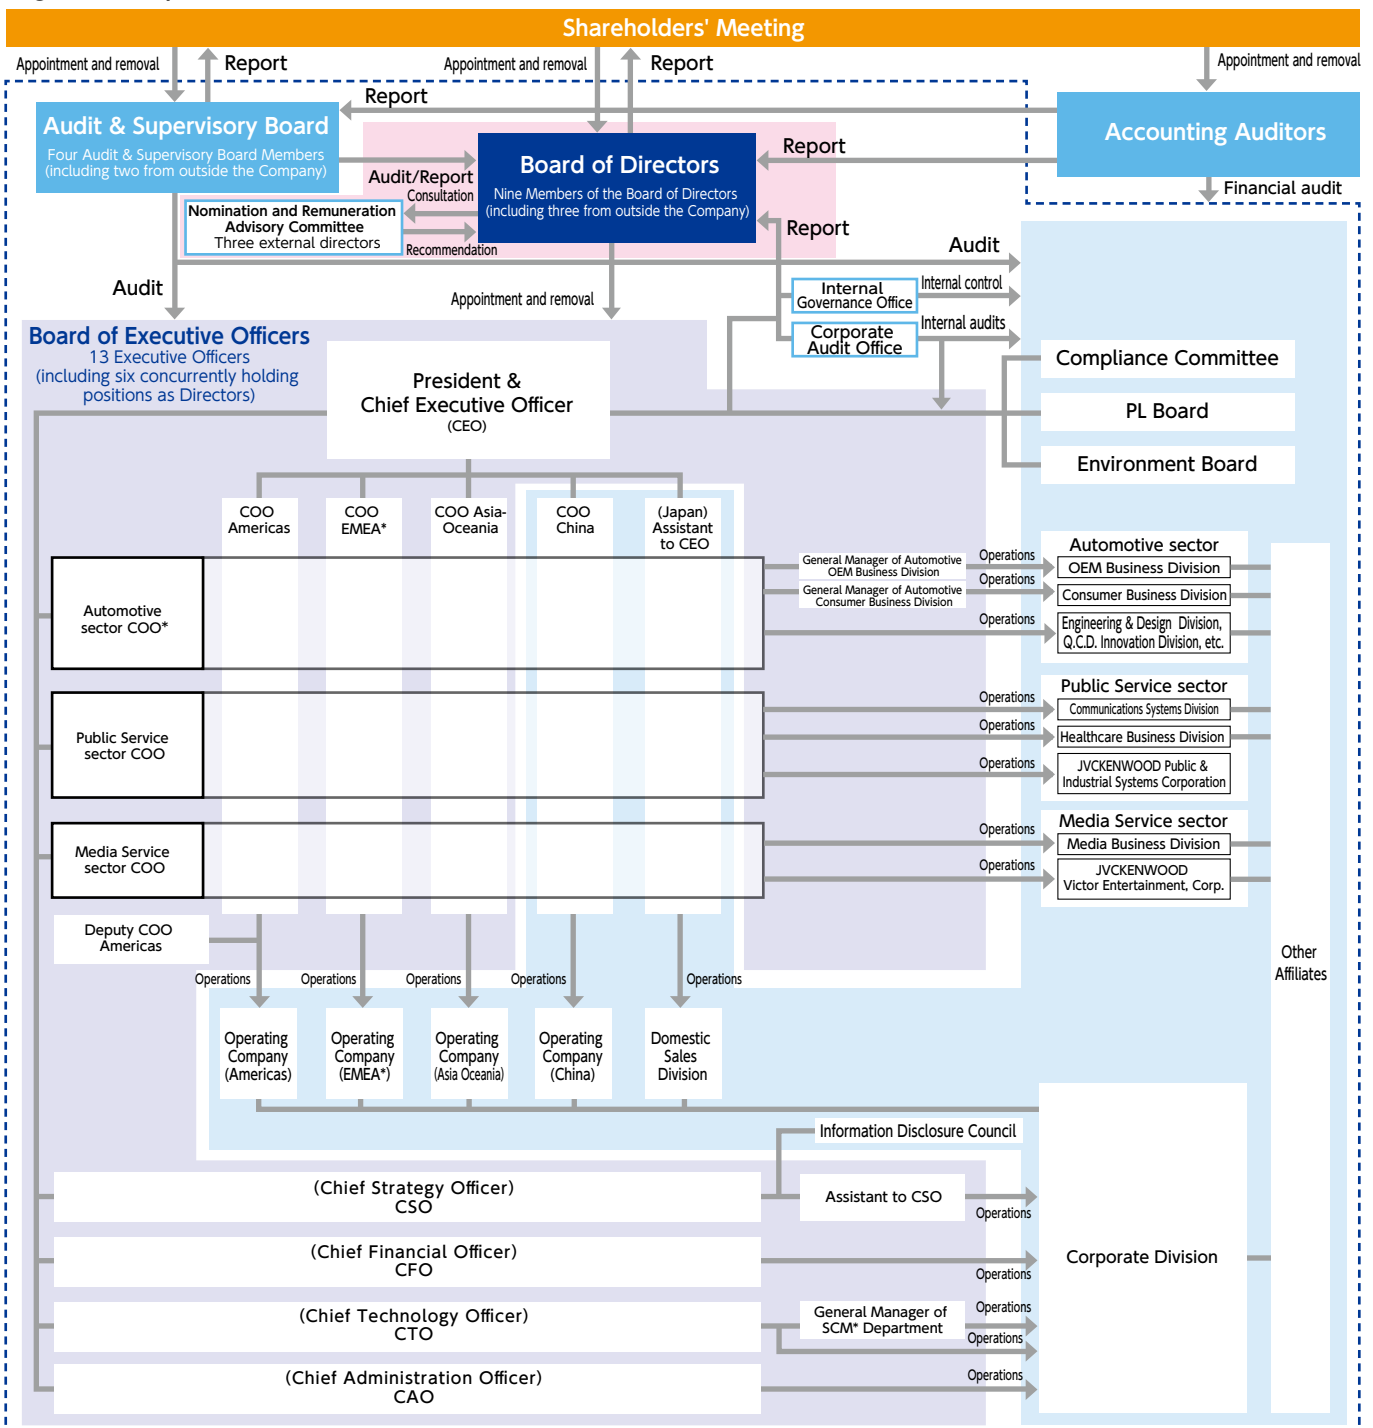 Shareholders' Meeting
Appointment and removal
Report
Appointment and removal
Report
Appointment and removal
Report
Audit & Supervisory Board
Four Audit & Supervisory Board Members
(including two from outside the Company)
Accounting Auditors
Report
Board of Directors
Nine Members of the Board of Directors
(including three from outside the Company)
Audit/Report
Consultation
Financial audit
Nomination and Remuneration
Advisory Committee
Three external directors
Recommendation
Report
Audit
Audit
Appointment and removal
Internal
Governance Office
Internal control
Corporate
Audit Office
Internal audits
Board of Executive Officers
13 Executive Officers
(including six concurrently holding
positions as Directors)
President &
Chief Executive Officer
(CEO)
Compliance Committee
PL Board
Environment Board
COO
Americas
COO
EMEA*
COO Asia-
Oceania
COO
China
(Japan)
Assistant
to CEO
Automotive
sector COO*
General Manager of Automotive
OEM Business Division
General Manager of Automotive
Consumer Business Division
Operations
Operations
Operations
Automotive sector
OEM Business Division
Consumer Business Division
Engineering & Design Division,
Q.C.D. Innovation Division, etc.
Public Service
sector COO
Operations
Operations
Operations
Public Service sector
Communications Systems Division
Healthcare Business Division
JVCKENWOOD Public &
Industrial Systems Corporation
Media Service
sector COO
Operations
Operations
Media Service sector
Media Business Division
JVCKENWOOD
Victor Entertainment, Corp.
Deputy COO
Americas
Other
Affiliates
Operations
Operations
Operations
Operations
Operations
Operating
Company
(Americas)
Operating
Company
(EMEA*)
Operating
Company
(Asia Oceania)
Operating
Company
(China)
Domestic
Sales
Division
Information Disclosure Council
(Chief Strategy Officer)
CSO
Assistant to CSO
Operations
(Chief Financial Officer)
CFO
Operations
Corporate Division
(Chief Technology Officer)
CTO
General Manager of
SCM* Department
Operations
Operations
(Chief Administration Officer)
CAO
Operations